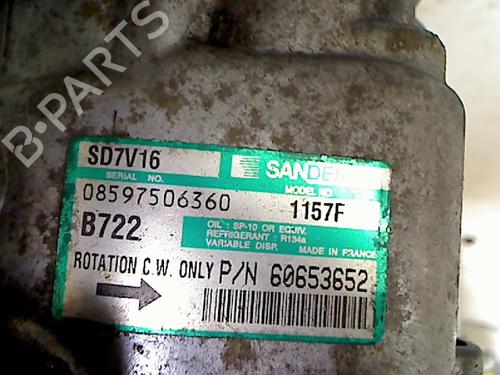 B-PARTS
SD7V16
SANDE
SERIAL NO.
MODEL NO.
08597506360
1157F
B722
OIL : SP-10 OR EQUIV.
REFRIGERANT : R134a
VARIABLE DISP. MADE IN FRANCE
ROTATION C.W. ONLY P/N 60653652